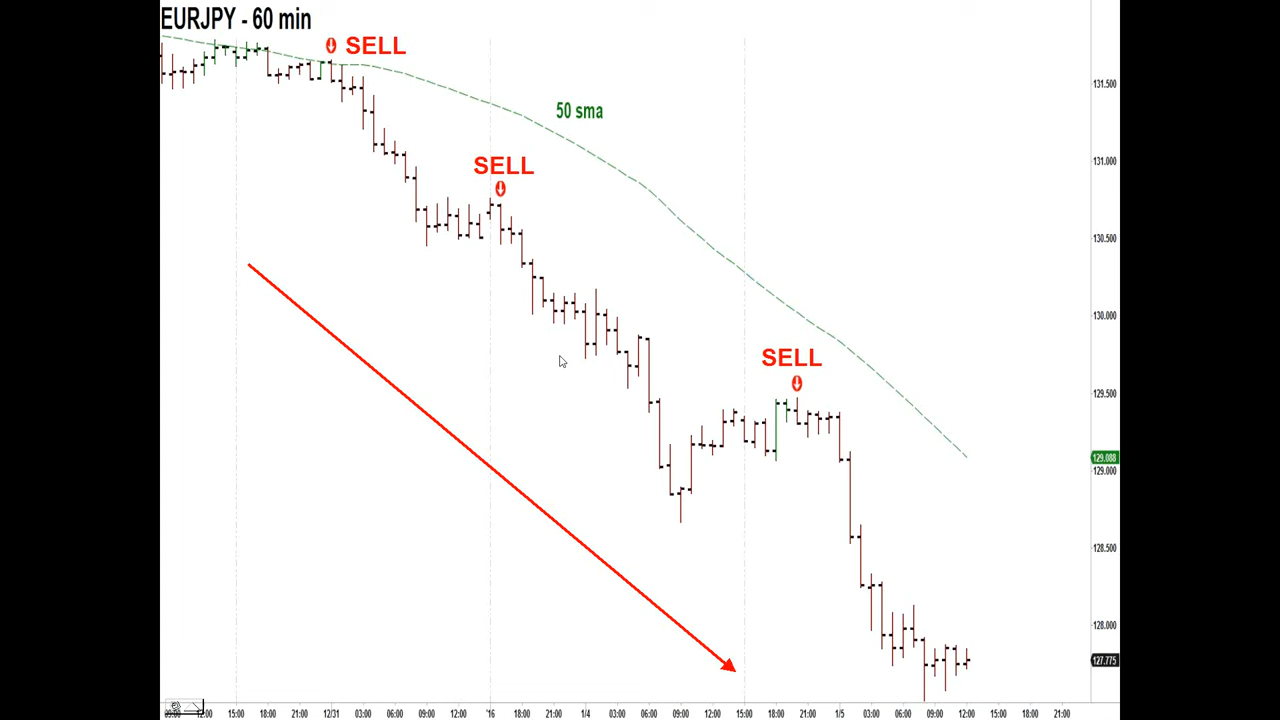 EURJPY - 60 min
SELL
50 sma
SELL
SELL
131.500
131.000
130.500
130.000
129.500
129.088
129.000
128.500
128.000
127.775
12:00 15:00 18:00 21:00 12/31 03:00 06:00 09:00 12:00 '16 21:00 1/4 03:00 06:00 09:00 12:00 15:00 18:00 21:00 1/5 03:00 06:00 09:00 12:00 15:00 18:00 21:00